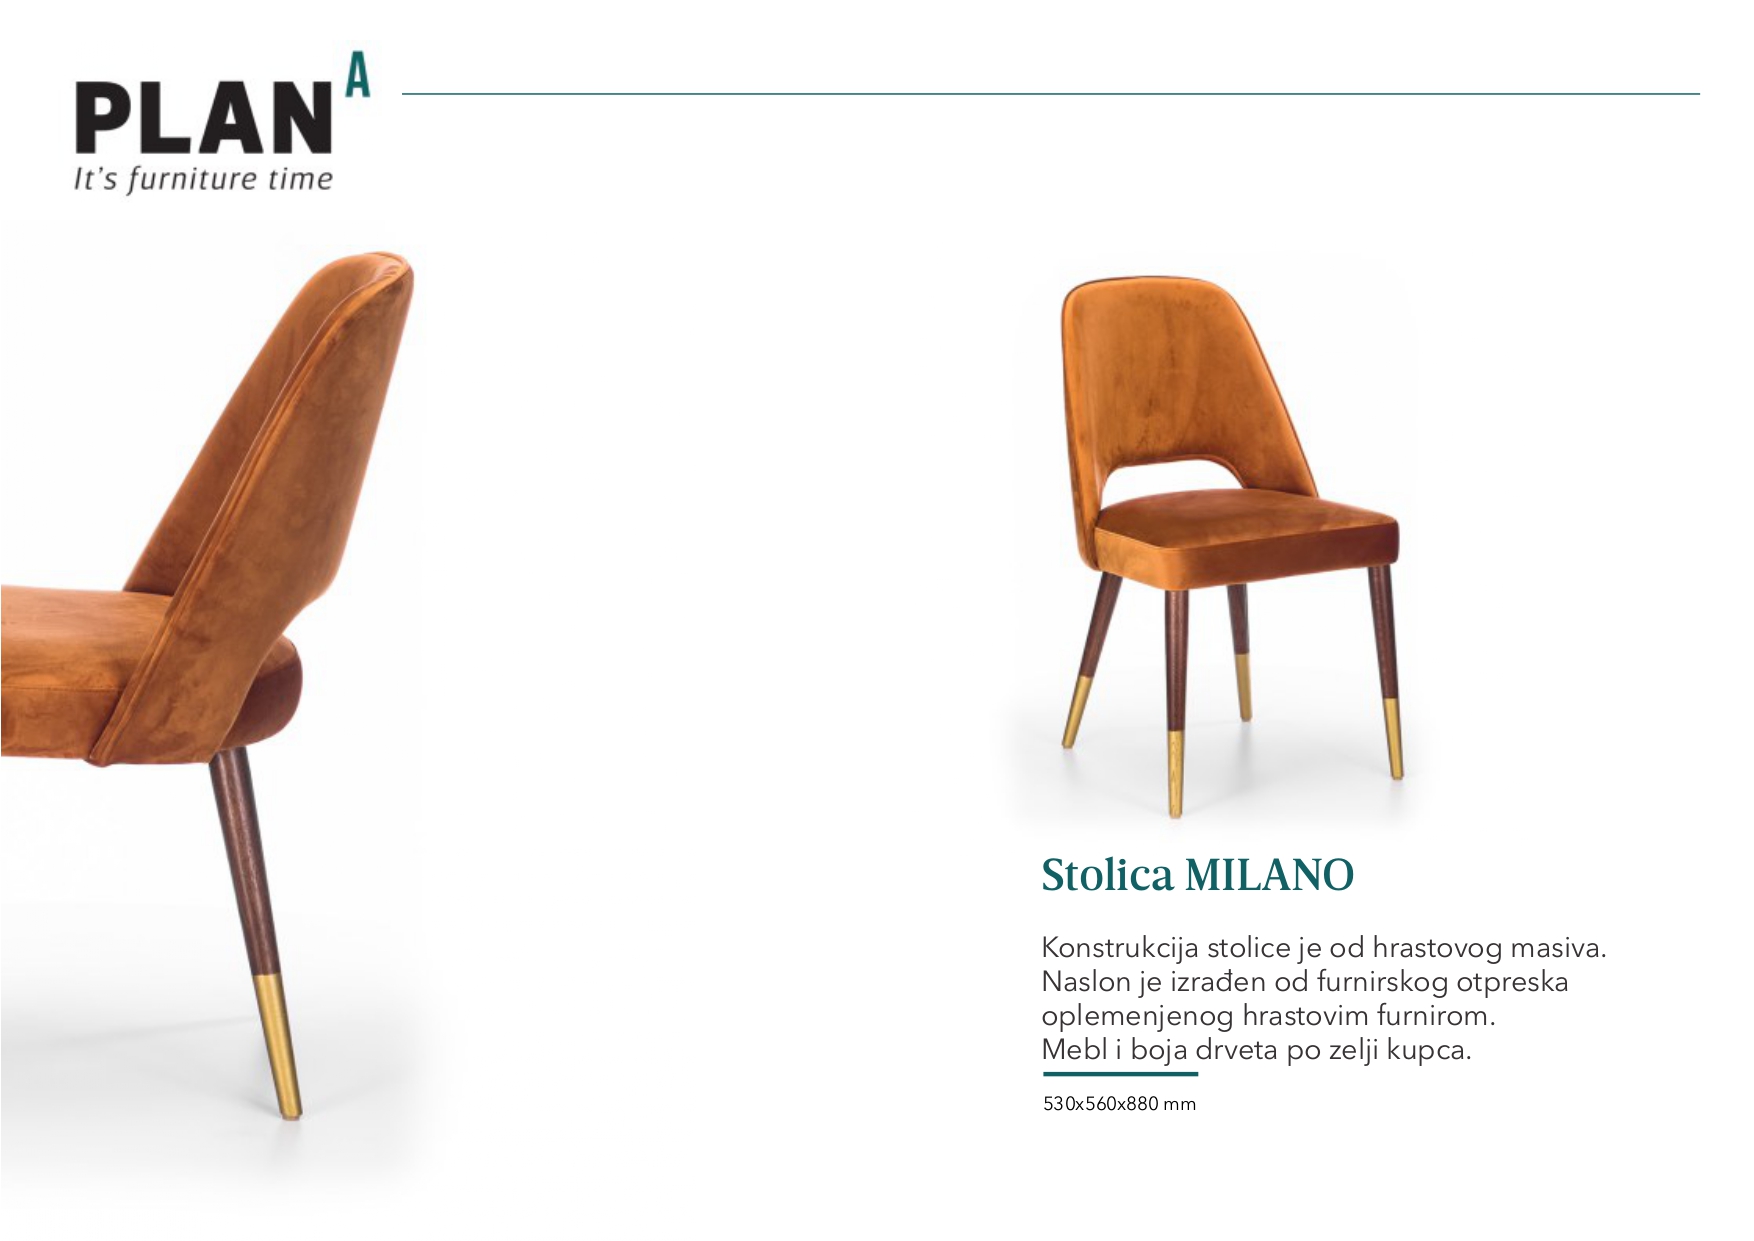 PLAN A
It's furniture time
Stolica MILANO
Konstrukcija stolice je od hrastovog masiva.
Naslon je izrađen od furnirskog otpreska
oplemenjenog hrastovim furnirom.
Mebl i boja drveta po zelji kupca.
530x560x880 mm